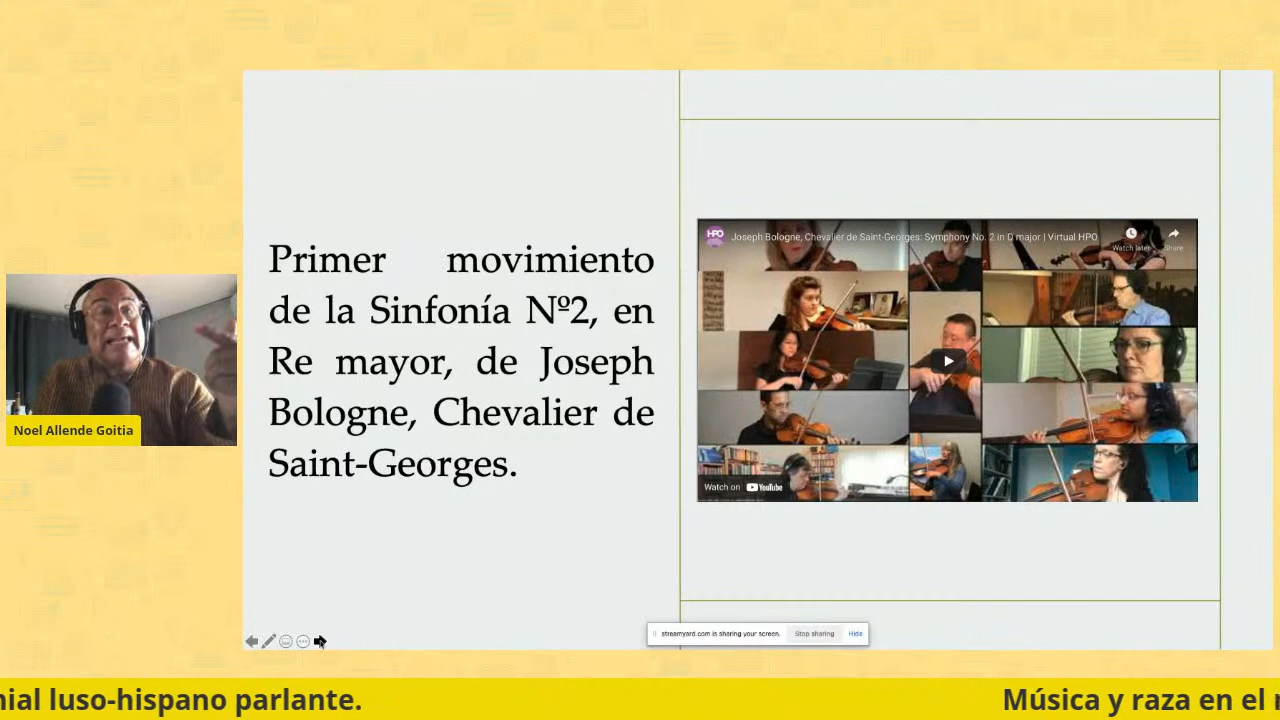 Primer movimiento
de la Sinfonía Nº2, en
Re mayor, de Joseph
Bologne, Chevalier de
Saint-Georges.
HPO
Joseph Bologne, Chevalier de Saint-Georges: Symphony No. 2 in D major | Virtual HPO
Watch later
Share
Watch on YouTube
Noel Allende Goitia
streamyard.com is sharing your screen.
Stop sharing
Hide
nial luso-hispano parlante.
Música y raza en el